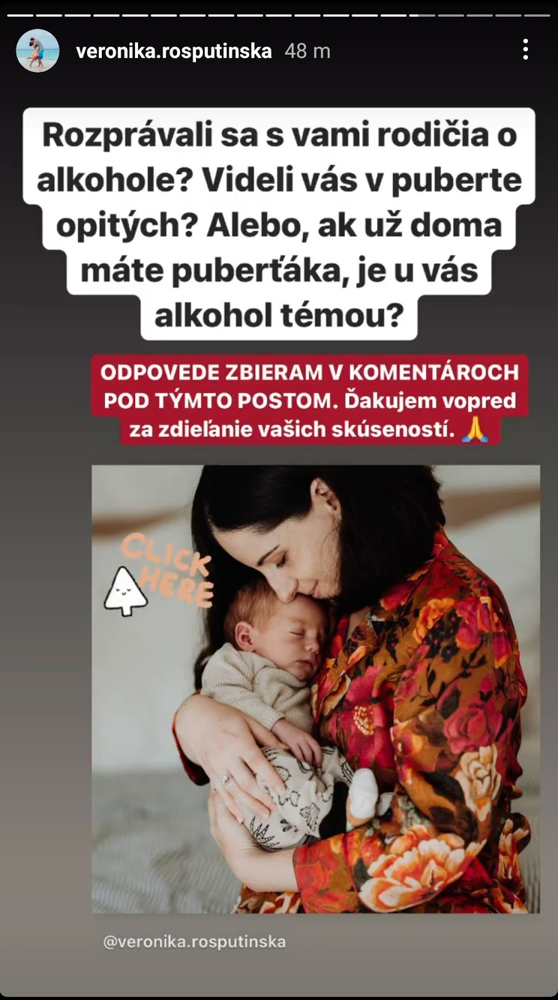 veronika.rosputinska 48 m
Rozprávali sa s vami rodičia o
alkohole? Videli vás v puberte
opitých? Alebo, ak už doma
máte puberťáka, je u vás
alkohol témou?
ODPOVEDE ZBIERAM V KOMENTÁROCH
POD TÝMTO POSTOM. Ďakujem vopred
za zdieľanie vašich skúseností. 🙏
CLICK
HERE
@veronika.rosputinska